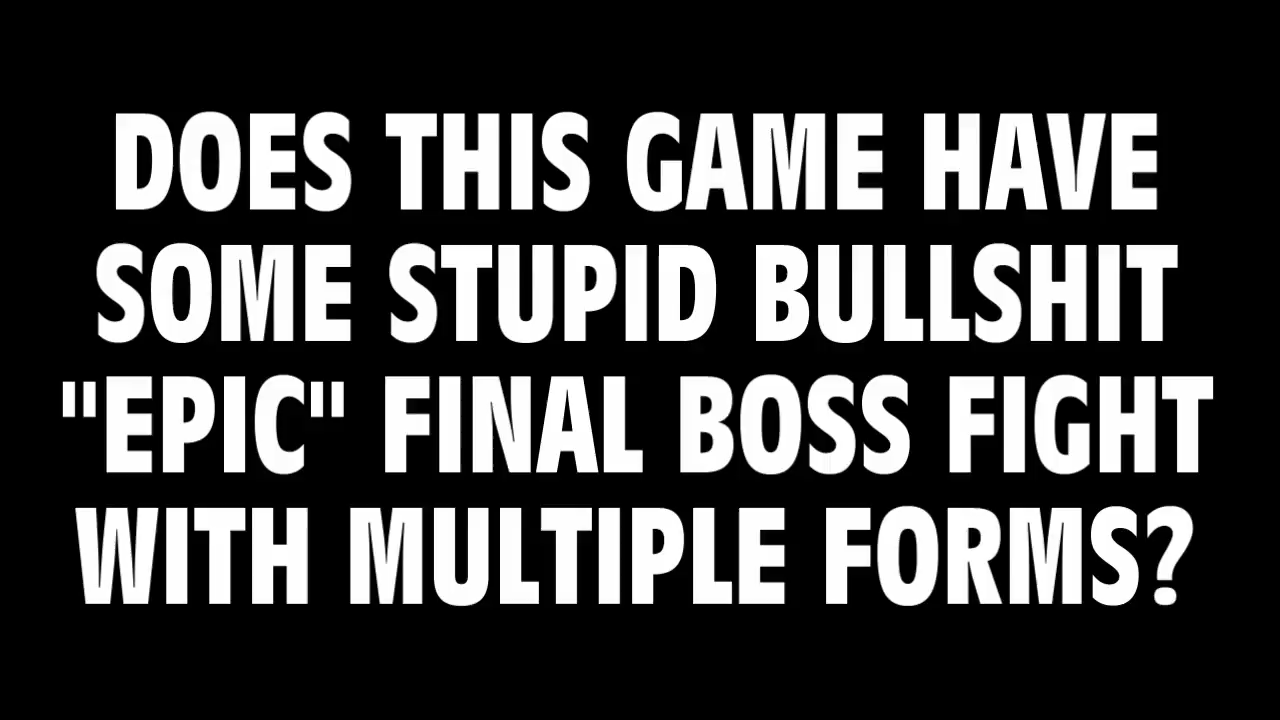 DOES THIS GAME HAVE
SOME STUPID BULLSHIT
"EPIC" FINAL BOSS FIGHT
WITH MULTIPLE FORMS?